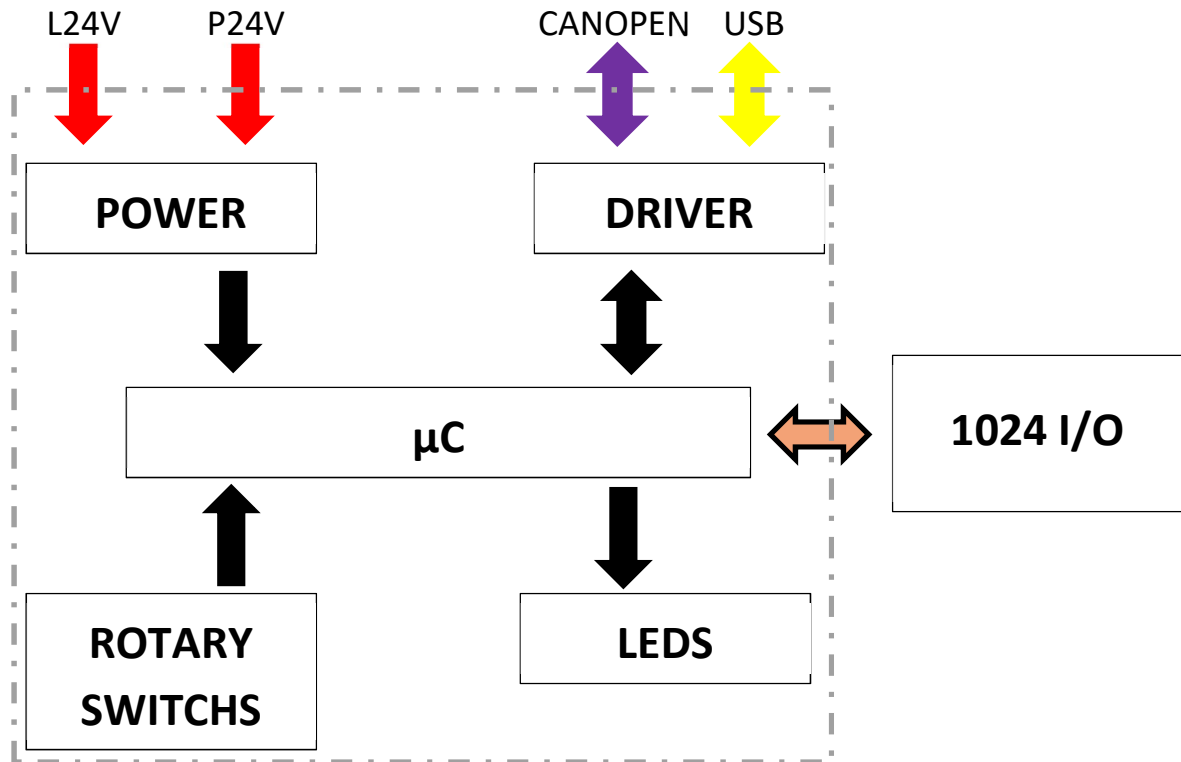 L24V P24V CANOPEN USB
POWER DRIVER
µC
1024 I/O
ROTARY
SWITCHS
LEDS